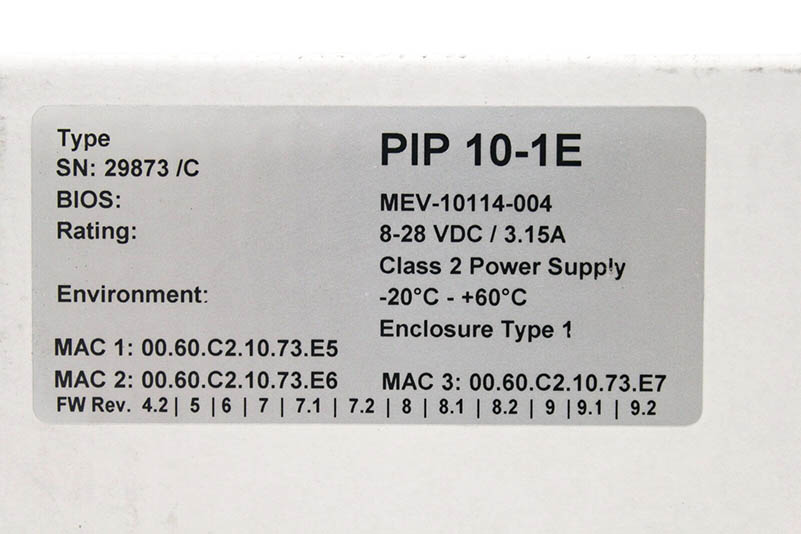 Type PIP 10-1E
SN: 29873 /C
BIOS: MEV-10114-004
Rating: 8-28 VDC / 3.15A
Class 2 Power Supply
Environment: -20°C - +60°C
Enclosure Type 1
MAC 1: 00.60.C2.10.73.E5
MAC 2: 00.60.C2.10.73.E6 MAC 3: 00.60.C2.10.73.E7
FW Rev. 4.2 | 5 | 6 | 7 | 7.1 | 7.2 | 8 | 8.1 | 8.2 | 9 | 9.1 | 9.2